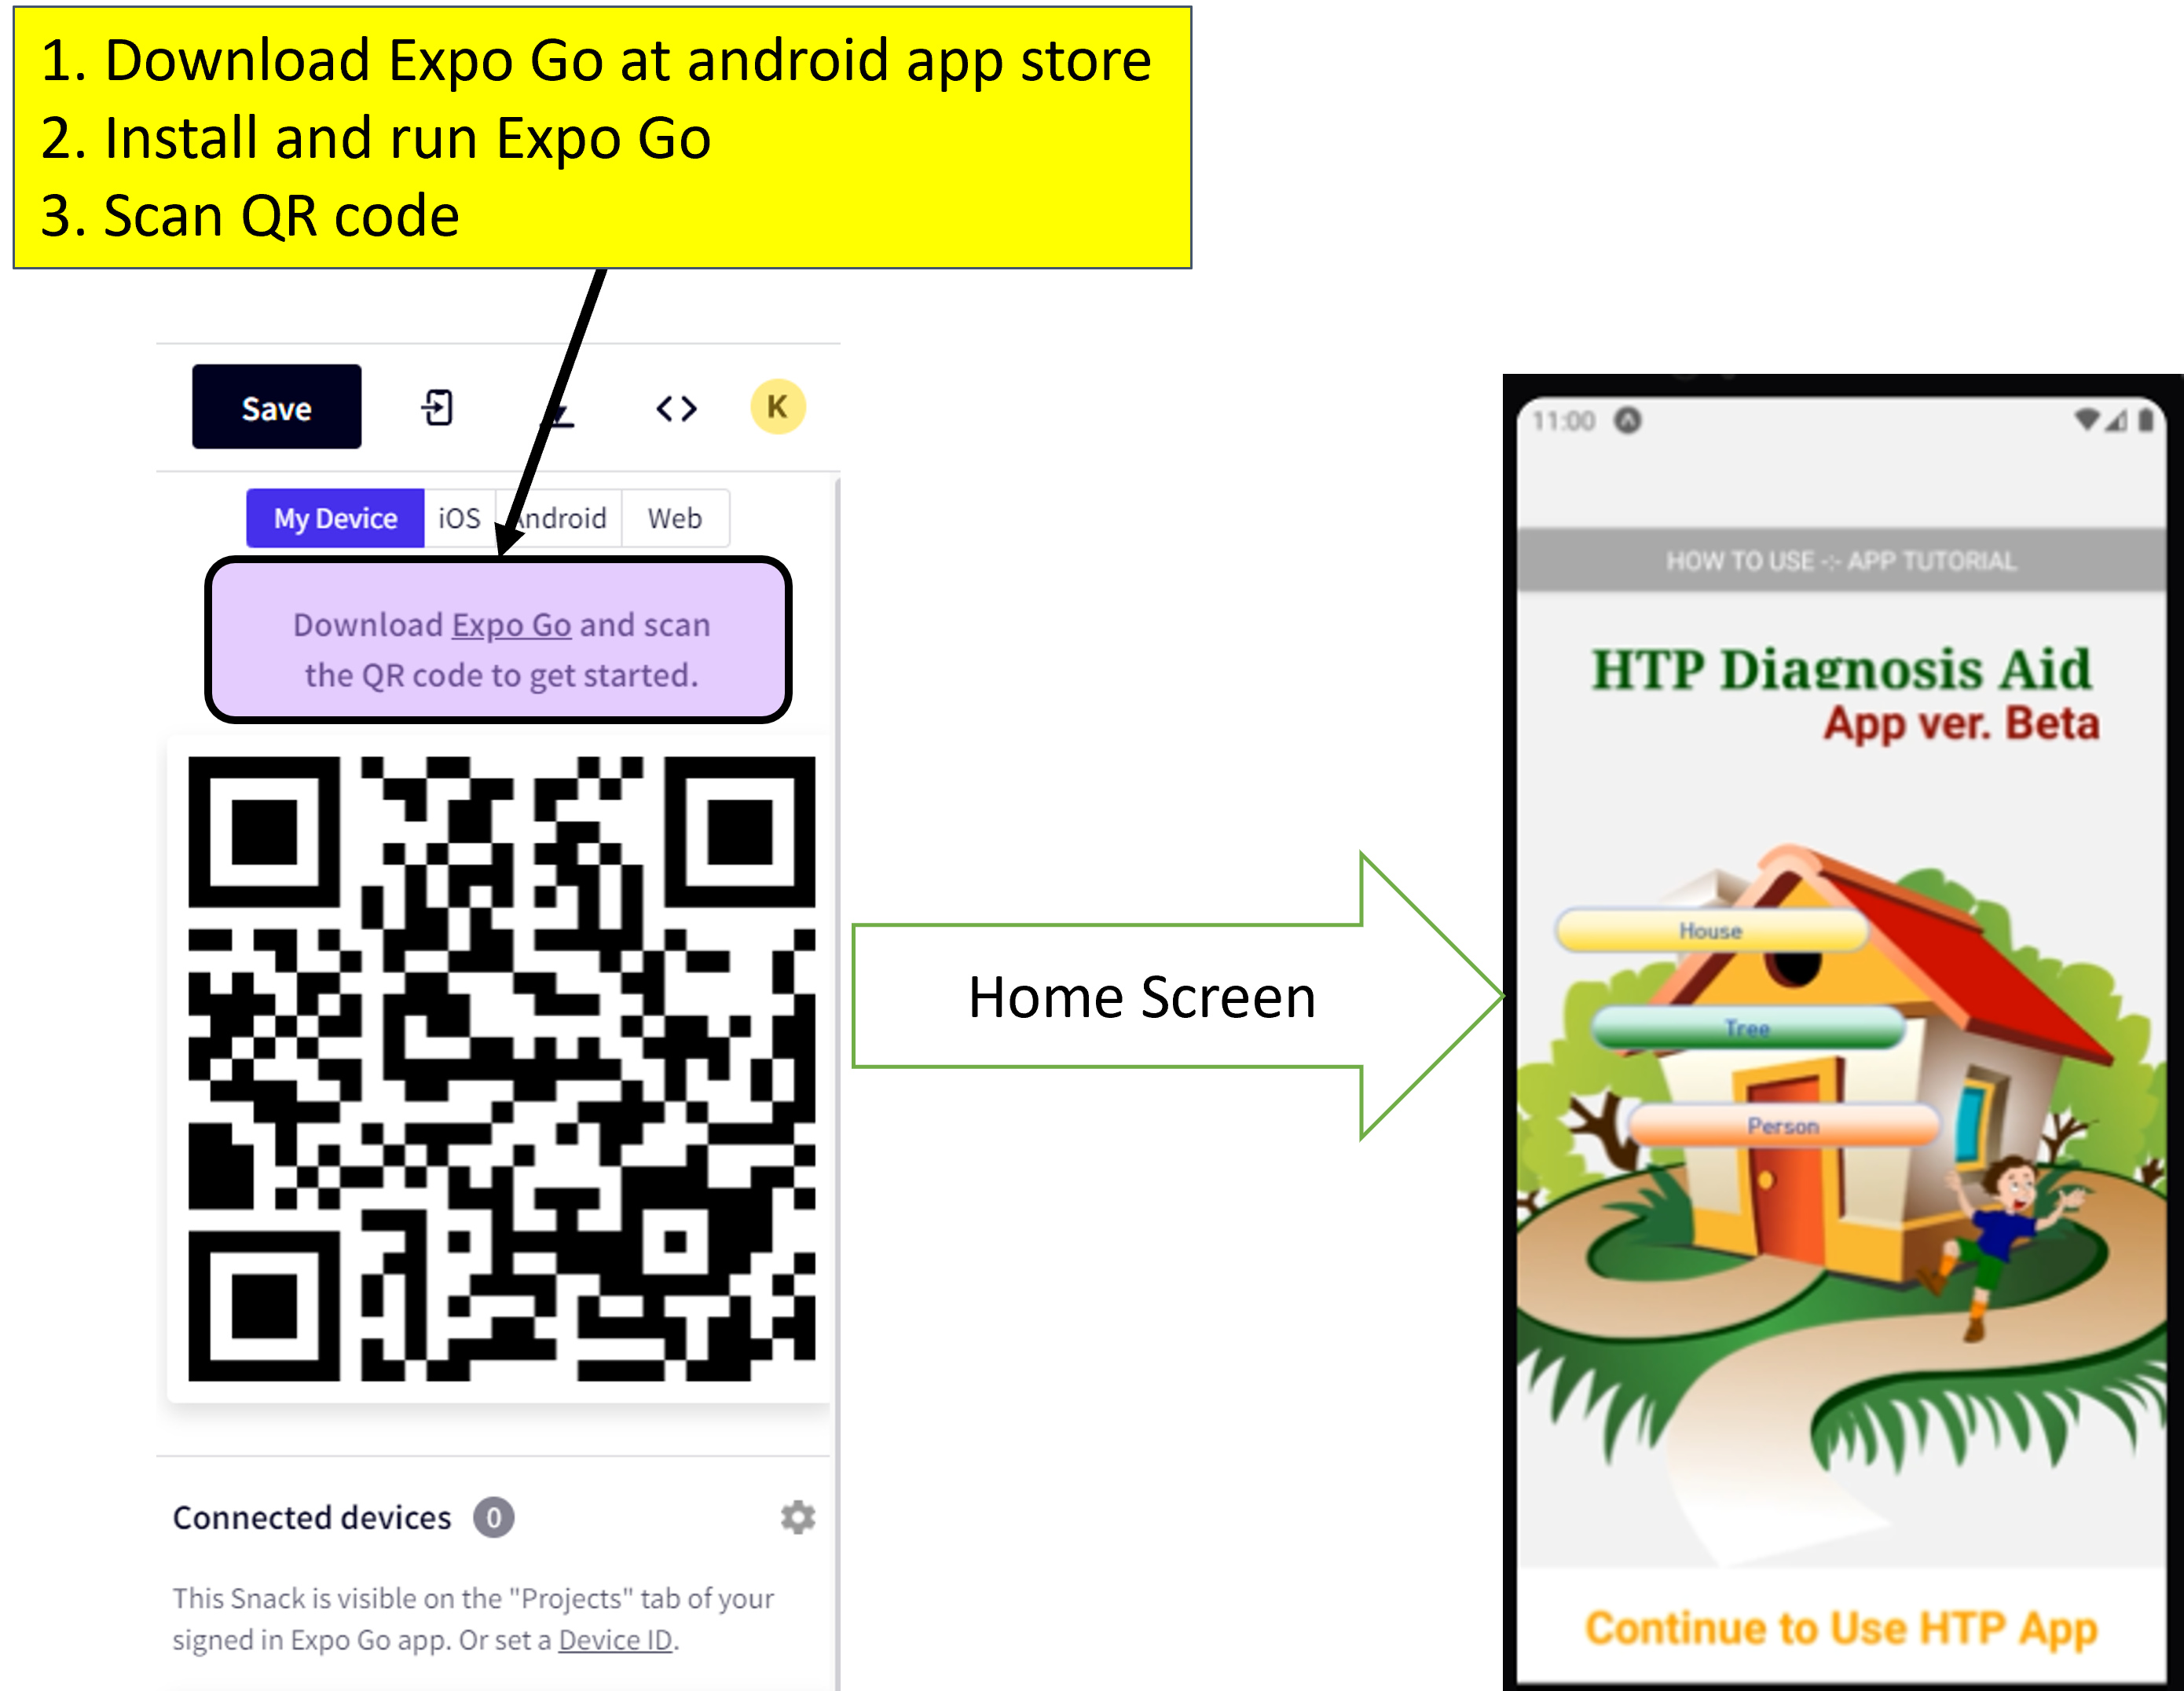 1. Download Expo Go at android app store
2. Install and run Expo Go
3. Scan QR code
Save
K
My Device
iOS
Android
Web
Download Expo Go and scan
the QR code to get started.
Connected devices 0
This Snack is visible on the "Projects" tab of your
signed in Expo Go app. Or set a Device ID.
Home Screen
11:00
HOW TO USE -:- APP TUTORIAL
HTP Diagnosis Aid
App ver. Beta
House
Tree
Person
Continue to Use HTP App